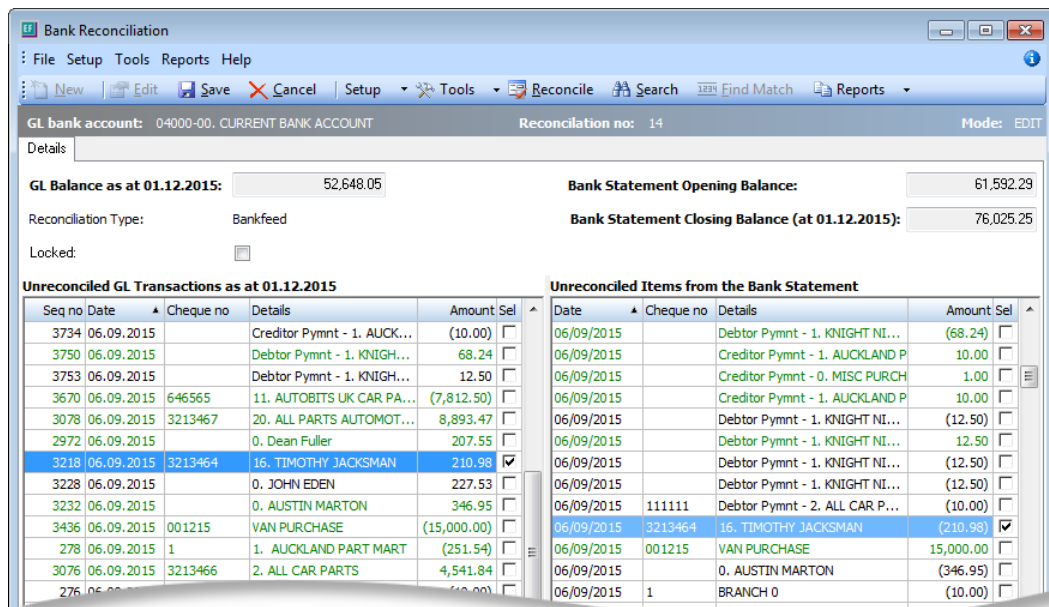 EF Bank Reconciliation
File Setup Tools Reports Help
New Edit Save Cancel Setup Tools Reconcile Search Find Match Reports
GL bank account: 04000-00. CURRENT BANK ACCOUNT Reconcilation no: 14 Mode: EDIT
Details
GL Balance as at 01.12.2015: 52,648.05 Bank Statement Opening Balance: 61,592.29
Reconciliation Type: Bankfeed Bank Statement Closing Balance (at 01.12.2015): 76,025.25
Locked:
Unreconciled GL Transactions as at 01.12.2015 Unreconciled Items from the Bank Statement
Seq no Date Cheque no Details Amount Sel Date Cheque no Details Amount Sel
3734 06.09.2015 Creditor Pymnt - 1. AUCK... (10.00) 06/09/2015 Debtor Pymnt - 1. KNIGHT NI... (68.24)
3750 06.09.2015 Debtor Pymnt - 1. KNIGH... 68.24 06/09/2015 Creditor Pymnt - 1. AUCKLAND P 10.00
3753 06.09.2015 Debtor Pymnt - 1. KNIGH... 12.50 06/09/2015 Creditor Pymnt - 0. MISC PURCH 1.00
3670 06.09.2015 646565 11. AUTOBITS UK CAR PA... (7,812.50) 06/09/2015 Creditor Pymnt - 1. AUCKLAND P 10.00
3078 06.09.2015 3213467 20. ALL PARTS AUTOMOT... 8,893.47 06/09/2015 Debtor Pymnt - 1. KNIGHT NI... (12.50)
2972 06.09.2015 0. Dean Fuller 207.55 06/09/2015 Debtor Pymnt - 1. KNIGHT NI... 12.50
3218 06.09.2015 3213464 16. TIMOTHY JACKSMAN 210.98 06/09/2015 Debtor Pymnt - 1. KNIGHT NI... (12.50)
3228 06.09.2015 0. JOHN EDEN 227.53 06/09/2015 Debtor Pymnt - 1. KNIGHT NI... (12.50)
3232 06.09.2015 0. AUSTIN MARTON 346.95 06/09/2015 111111 Debtor Pymnt - 2. ALL CAR P... (10.00)
3436 06.09.2015 001215 VAN PURCHASE (15,000.00) 06/09/2015 3213464 16. TIMOTHY JACKSMAN (210.98)
278 06.09.2015 1 1. AUCKLAND PART MART (251.54) 06/09/2015 001215 VAN PURCHASE 15,000.00
3076 06.09.2015 3213466 2. ALL CAR PARTS 4,541.84 06/09/2015 0. AUSTIN MARTON (346.95)
276 (10.00) 06/09/2015 1 BRANCH 0 (10.00)